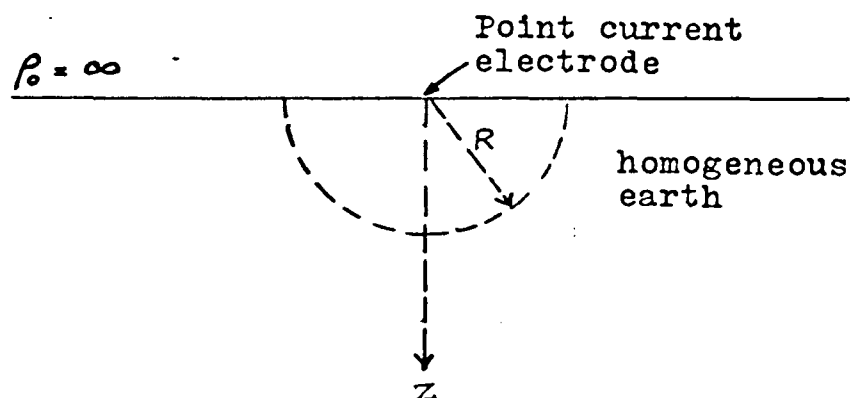 Point current
electrode
ρ₀ = ∞
R
homogeneous
earth
Z